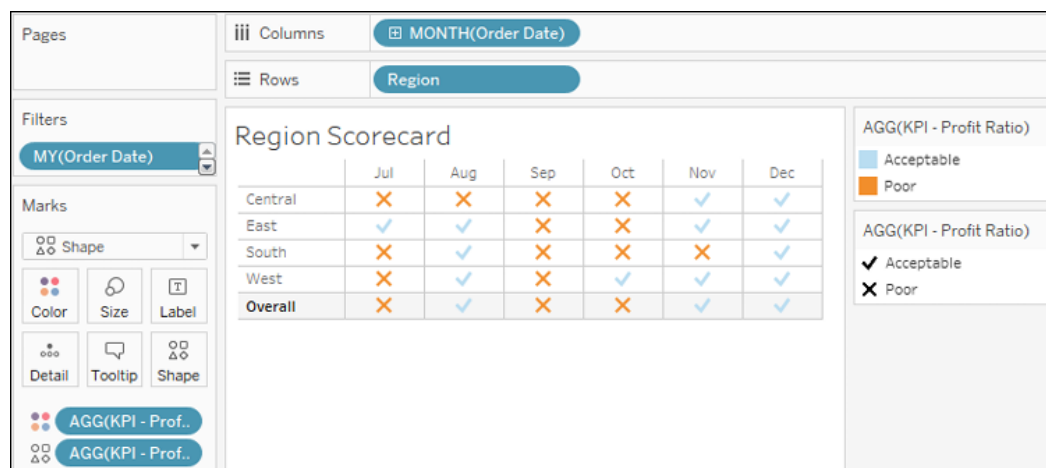 Pages
iii Columns
MONTH(Order Date)
Rows
Region
Filters
MY(Order Date)
Marks
Shape
Color Size Label
Detail Tooltip Shape
AGG(KPI - Prof..
AGG(KPI - Prof..
Region Scorecard
Jul Aug Sep Oct Nov Dec
Central
East
South
West
Overall
AGG(KPI - Profit Ratio)
Acceptable
Poor
AGG(KPI - Profit Ratio)
Acceptable
Poor